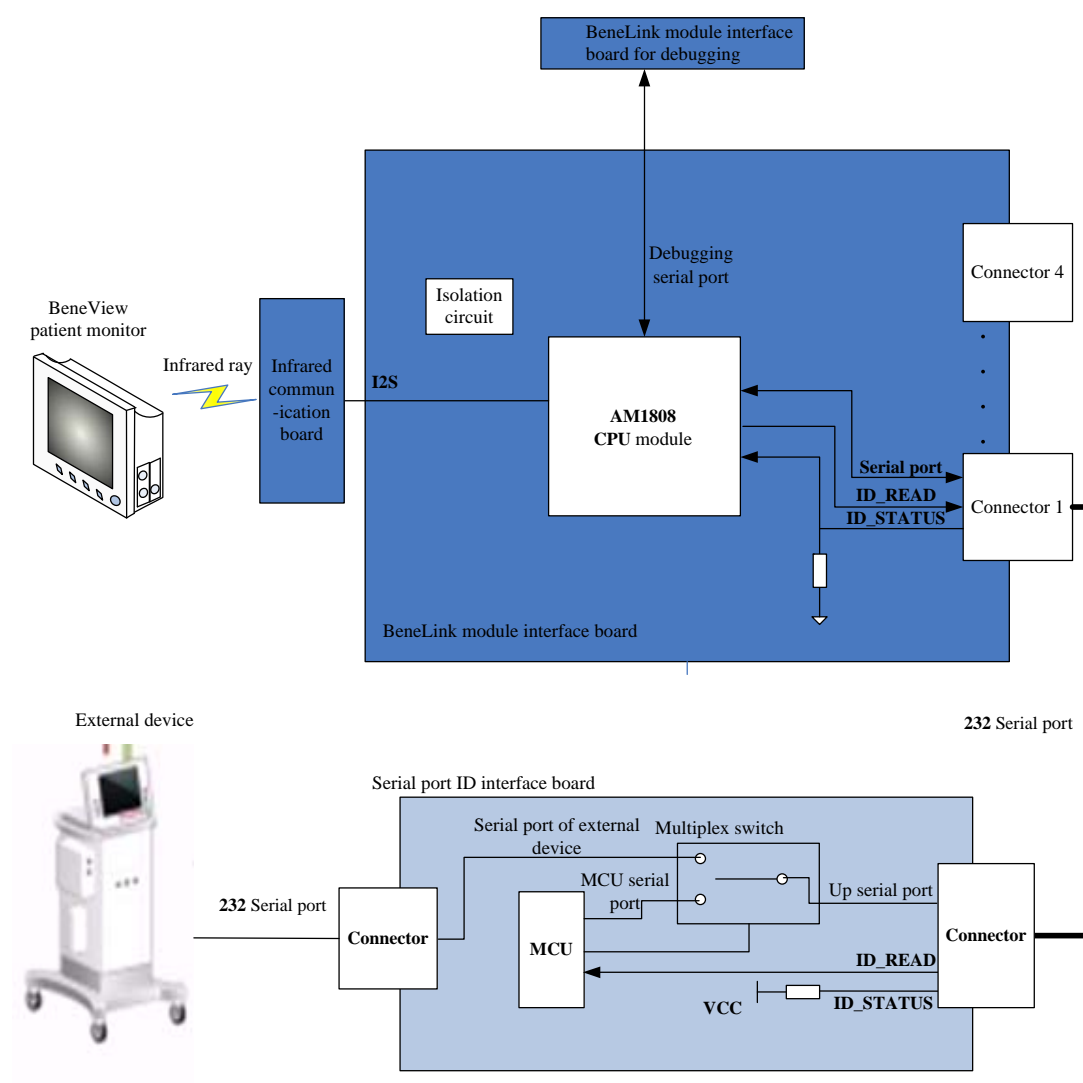 BeneLink module interface
board for debugging
Debugging
serial port
Connector 4
Isolation
circuit
BeneView
patient monitor
Infrared ray
Infrared
commun
-ication
board
I2S
AM1808
CPU module
Serial port
ID_READ
ID_STATUS
Connector 1
BeneLink module interface board
External device
232 Serial port
Serial port ID interface board
Serial port of external
device
Multiplex switch
MCU serial
port
Up serial port
232 Serial port
Connector
MCU
Connector
ID_READ
VCC
ID_STATUS